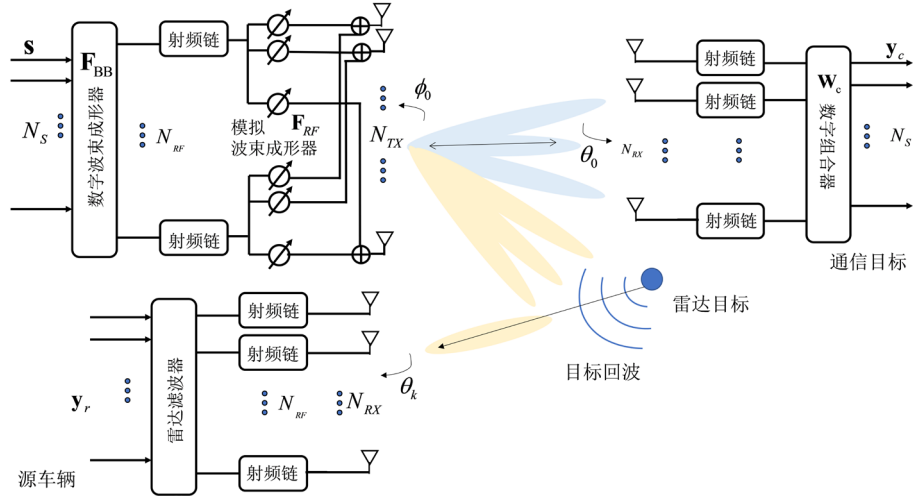 s
F_BB
数字波束成形器
N_S
N_RF
射频链
射频链
模拟
波束成形器
F_RF
N_TX
ϕ_0
θ_0
N_RX
射频链
射频链
射频链
W_c
数字组合器
y_c
N_S
通信目标
雷达目标
目标回波
θ_k
y_r
源车辆
雷达滤波器
射频链
射频链
N_RF
N_RX
射频链